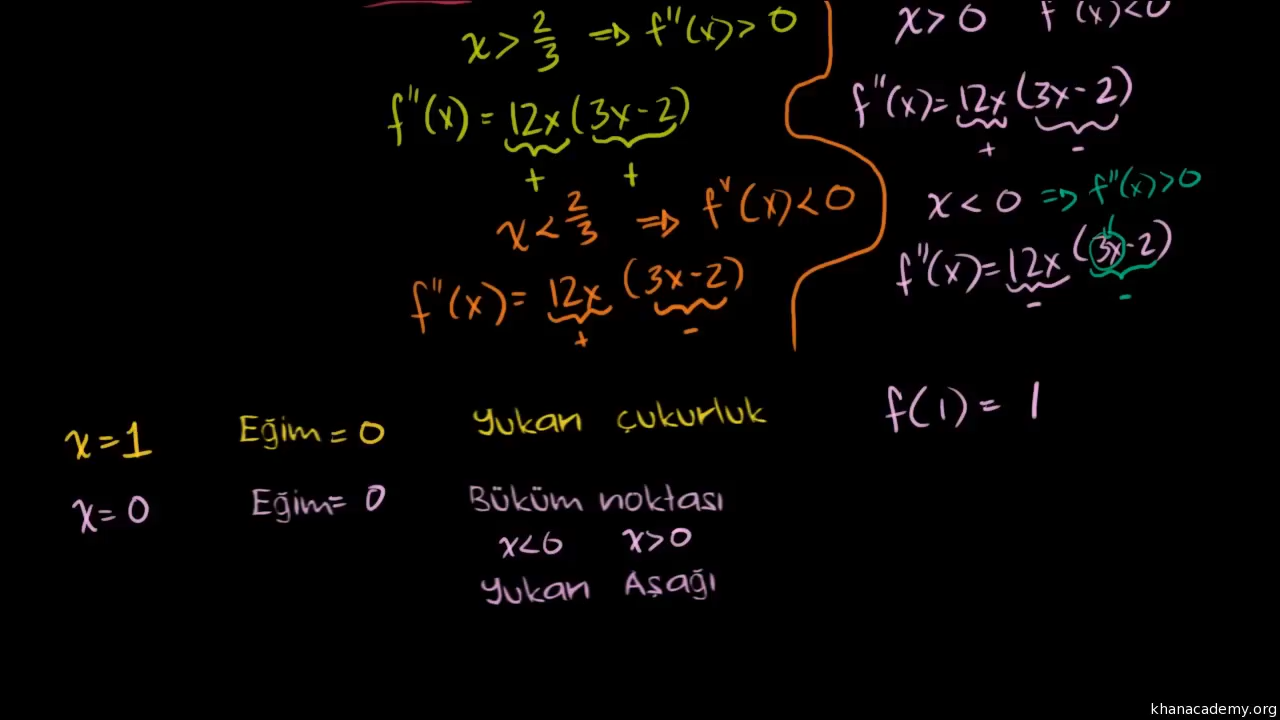 x > 2/3 ⇒ f''(x) > 0
f''(x) = 12x (3x - 2)
+ +
x < 2/3 ⇒ f''(x) < 0
f''(x) = 12x (3x - 2)
+ -
x > 0 f''(x) < 0
f''(x) = 12x (3x - 2)
+ -
x < 0 ⇒ f''(x) > 0
f''(x) = 12x (3x - 2)
- -
x = 1 Eğim = 0 Yukarı çukurluk f(1) = 1
x = 0 Eğim = 0 Büküm noktası
x < 0 x > 0
Yukarı Aşağı
khanacademy.org